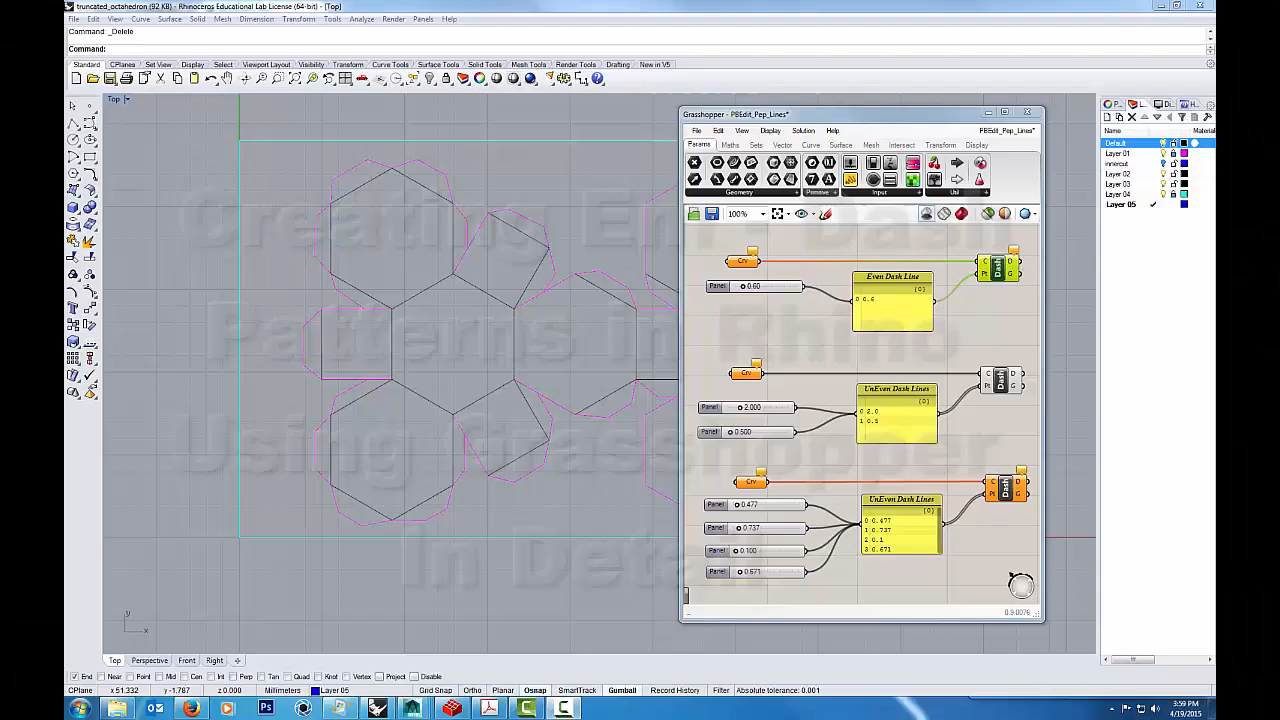 truncated_octahedron (92 KB) - Rhinoceros Educational Lab License (64-bit) - [Top]
File Edit View Curve Surface Solid Mesh Dimension Transform Tools Analyze Render Panels Help
Command: _Delete
Command:
Standard CPlanes Set View Display Select Viewport Layout Visibility Transform Curve Tools Surface Tools Solid Tools Mesh Tools Render Tools Drafting New in V5
Top
Name Material
Default
Layer 01
innercut
Layer 02
Layer 03
Layer 04
Layer 05
Grasshopper - PBEdit_Pep_Lines*
File Edit View Display Solution Help PBEdit_Pep_Lines*
Params Maths Sets Vector Curve Surface Mesh Intersect Transform Display
Geometry Primitive Input Util
100%
Crv
Panel 0.60
Even Dash Line
{0}
0 0.6
C Pt Dash D G
Crv
Panel 2.000
Panel 0.500
UnEven Dash Lines
{0}
0 2.0
1 0.5
C Pt Dash D G
Crv
Panel 0.477
Panel 0.737
Panel 0.100
Panel 0.671
UnEven Dash Lines
{0}
0 0.477
1 0.737
2 0.1
3 0.671
C Pt Dash D G
0.9.0076
Creating Dash
Patterns in Rhino
Using Grasshopper
In Detail
y
x
Top Perspective Front Right
End Near Point Mid Cen Int Perp Tan Quad Knot Vertex Project Disable
CPlane x 51.332 y -1.787 z 0.000 Millimeters Layer 05 Grid Snap Ortho Planar Osnap SmartTrack Gumball Record History Filter Absolute tolerance: 0.001
3:59 PM
4/19/2015